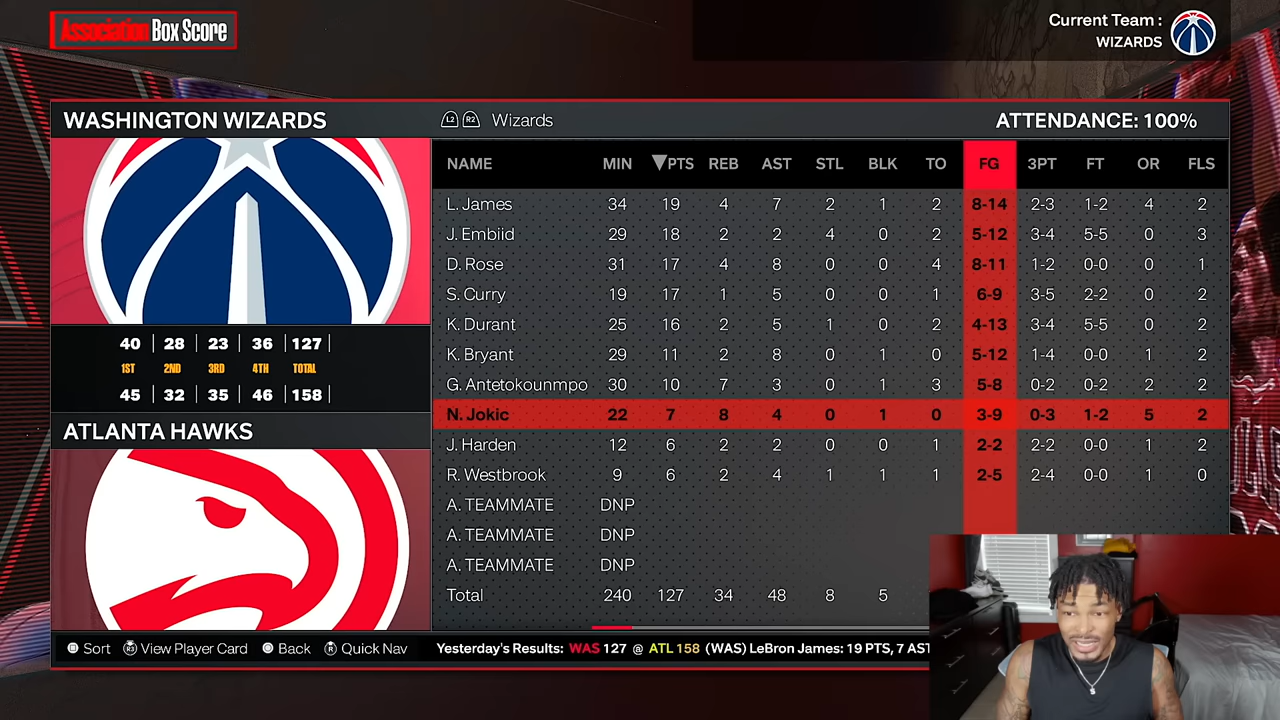 Association Box Score
Current Team :
WIZARDS
WASHINGTON WIZARDS
L2 R2 Wizards
ATTENDANCE: 100%
NAME MIN PTS REB AST STL BLK TO FG 3PT FT OR FLS
L. James 34 19 4 7 2 1 2 8-14 2-3 1-2 4 2
J. Embiid 29 18 2 2 4 0 2 5-12 3-4 5-5 0 3
D. Rose 31 17 4 8 0 0 4 8-11 1-2 0-0 0 1
S. Curry 19 17 1 5 0 0 1 6-9 3-5 2-2 0 2
K. Durant 25 16 2 5 1 0 2 4-13 3-4 5-5 0 2
K. Bryant 29 11 2 8 0 1 0 5-12 1-4 0-0 1 2
G. Antetokounmpo 30 10 7 3 0 1 3 5-8 0-2 0-2 2 2
N. Jokic 22 7 8 4 0 1 0 3-9 0-3 1-2 5 2
J. Harden 12 6 2 2 0 0 1 2-2 2-2 0-0 1 2
R. Westbrook 9 6 2 4 1 1 1 2-5 2-4 0-0 1 0
A. TEAMMATE DNP
A. TEAMMATE DNP
A. TEAMMATE DNP
Total 240 127 34 48 8 5
40 28 23 36 127
1ST 2ND 3RD 4TH TOTAL
45 32 35 46 158
ATLANTA HAWKS
Sort RS View Player Card Back R Quick Nav
Yesterday's Results: WAS 127 @ ATL 158 (WAS) LeBron James: 19 PTS, 7 AST